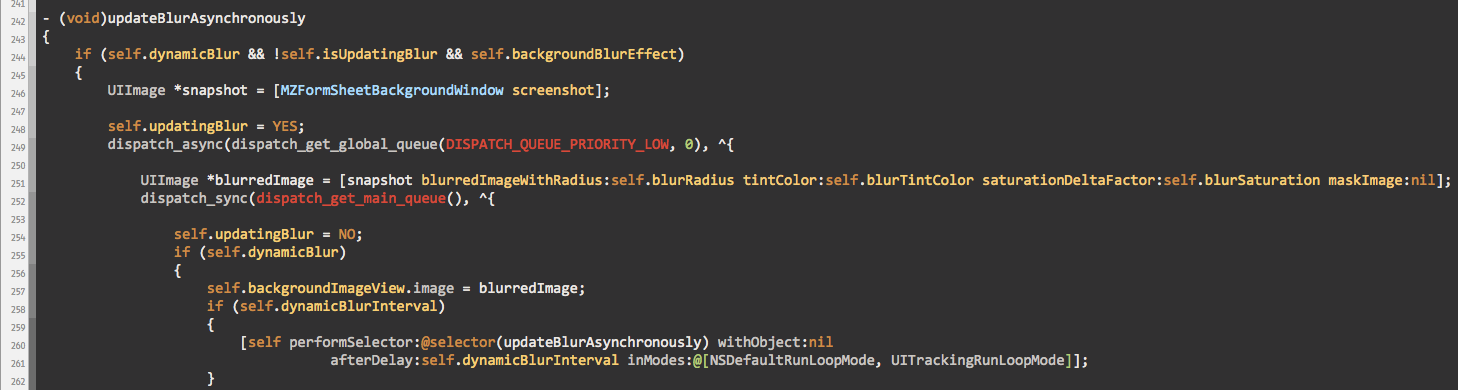 241
242 - (void)updateBlurAsynchronously
243 {
244 if (self.dynamicBlur && !self.isUpdatingBlur && self.backgroundBlurEffect)
245 {
246 UIImage *snapshot = [MZFormSheetBackgroundWindow screenshot];
247
248 self.updatingBlur = YES;
249 dispatch_async(dispatch_get_global_queue(DISPATCH_QUEUE_PRIORITY_LOW, 0), ^{
250
251 UIImage *blurredImage = [snapshot blurredImageWithRadius:self.blurRadius tintColor:self.blurTintColor saturationDeltaFactor:self.blurSaturation maskImage:nil];
252 dispatch_sync(dispatch_get_main_queue(), ^{
253
254 self.updatingBlur = NO;
255 if (self.dynamicBlur)
256 {
257 self.backgroundImageView.image = blurredImage;
258 if (self.dynamicBlurInterval)
259 {
260 [self performSelector:@selector(updateBlurAsynchronously) withObject:nil
261 afterDelay:self.dynamicBlurInterval inModes:@[NSDefaultRunLoopMode, UITrackingRunLoopMode]];
262 }